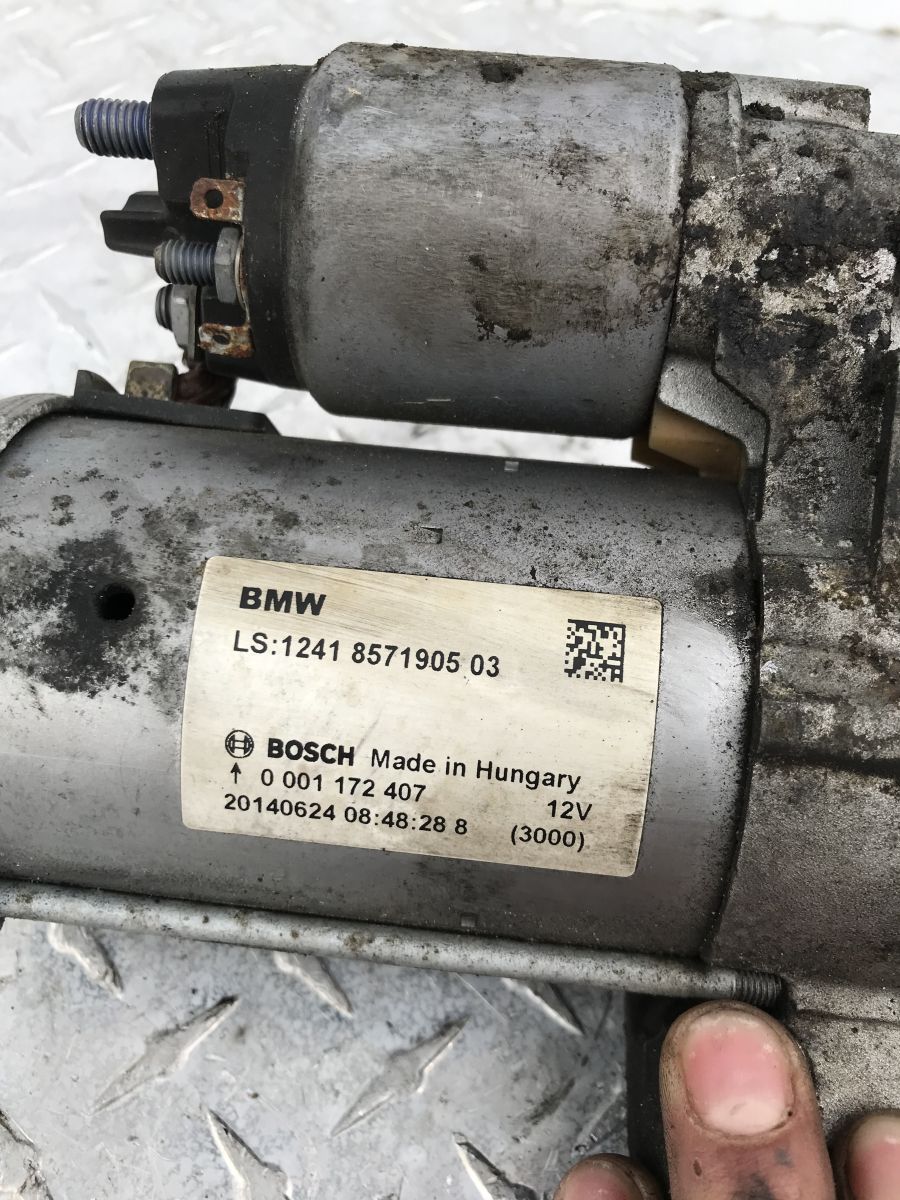 BMW
LS:1241 8571905 03
BOSCH Made in Hungary
↑ 0 001 172 407 12V
20140624 08:48:28 8 (3000)